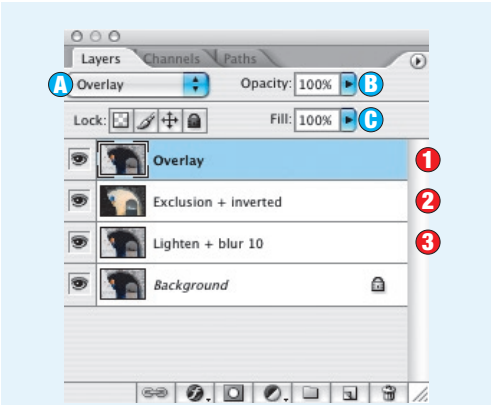 Layers Channels Paths
A Overlay Opacity: 100% B
Lock: Fill: 100% C
Overlay 1
Exclusion + inverted 2
Lighten + blur 10 3
Background